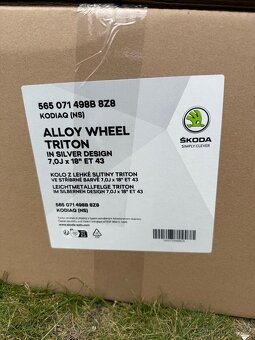 565 071 498B 8Z8
KODIAQ (NS)
ALLOY WHEEL
TRITON
IN SILVER DESIGN
7,0J x 18" ET 43
ŠKODA
SIMPLY CLEVER
KOLO Z LEHKÉ SLITINY TRITON
VE STŘÍBRNÉ BARVĚ 7,0J x 18" ET 43
LEICHTMETALLFELGE TRITON
IM SILBERNEN DESIGN 7,0J x 18" ET 43
565 071 498B 8Z8
KODIAQ (NS)